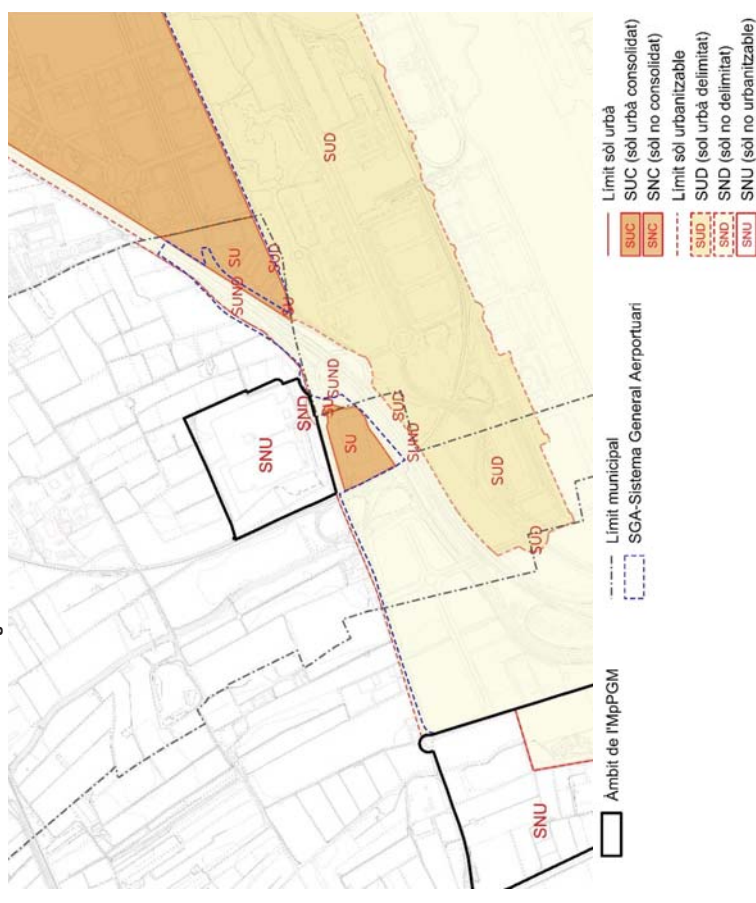 SUD
SU
SUND
SUD
SU
SUND
SND
SU
SNU
SU
SUD
SUND
SUD
SUD
SNU
Àmbit de l'MpPGM
Límit municipal
SGA-Sistema General Aerportuari
Límit sòl urbà
SUC SUC (sòl urbà consolidat)
SNC SNC (sòl no consolidat)
Límit sòl urbanitzable
SUD SUD (sol urbà delimitat)
SND SND (sòl no delimitat)
SNU SNU (sòl no urbanitzable)